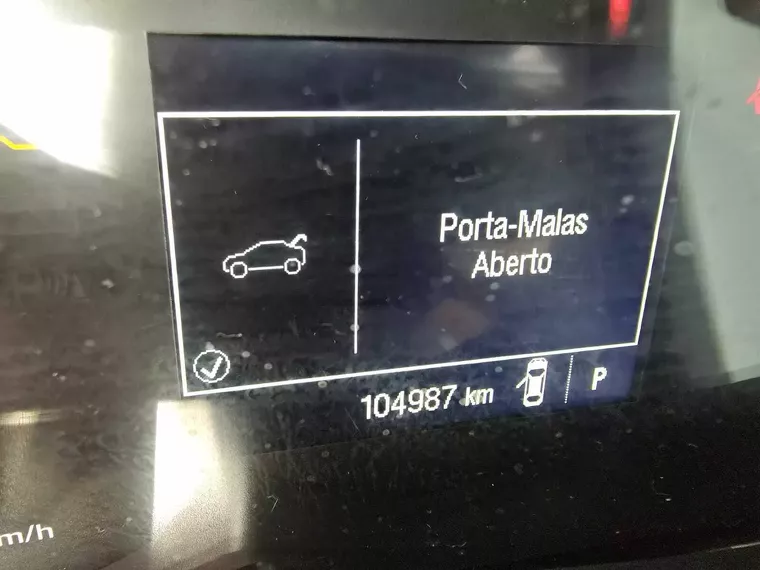 Porta-Malas
Aberto
104987 km
P
m/h